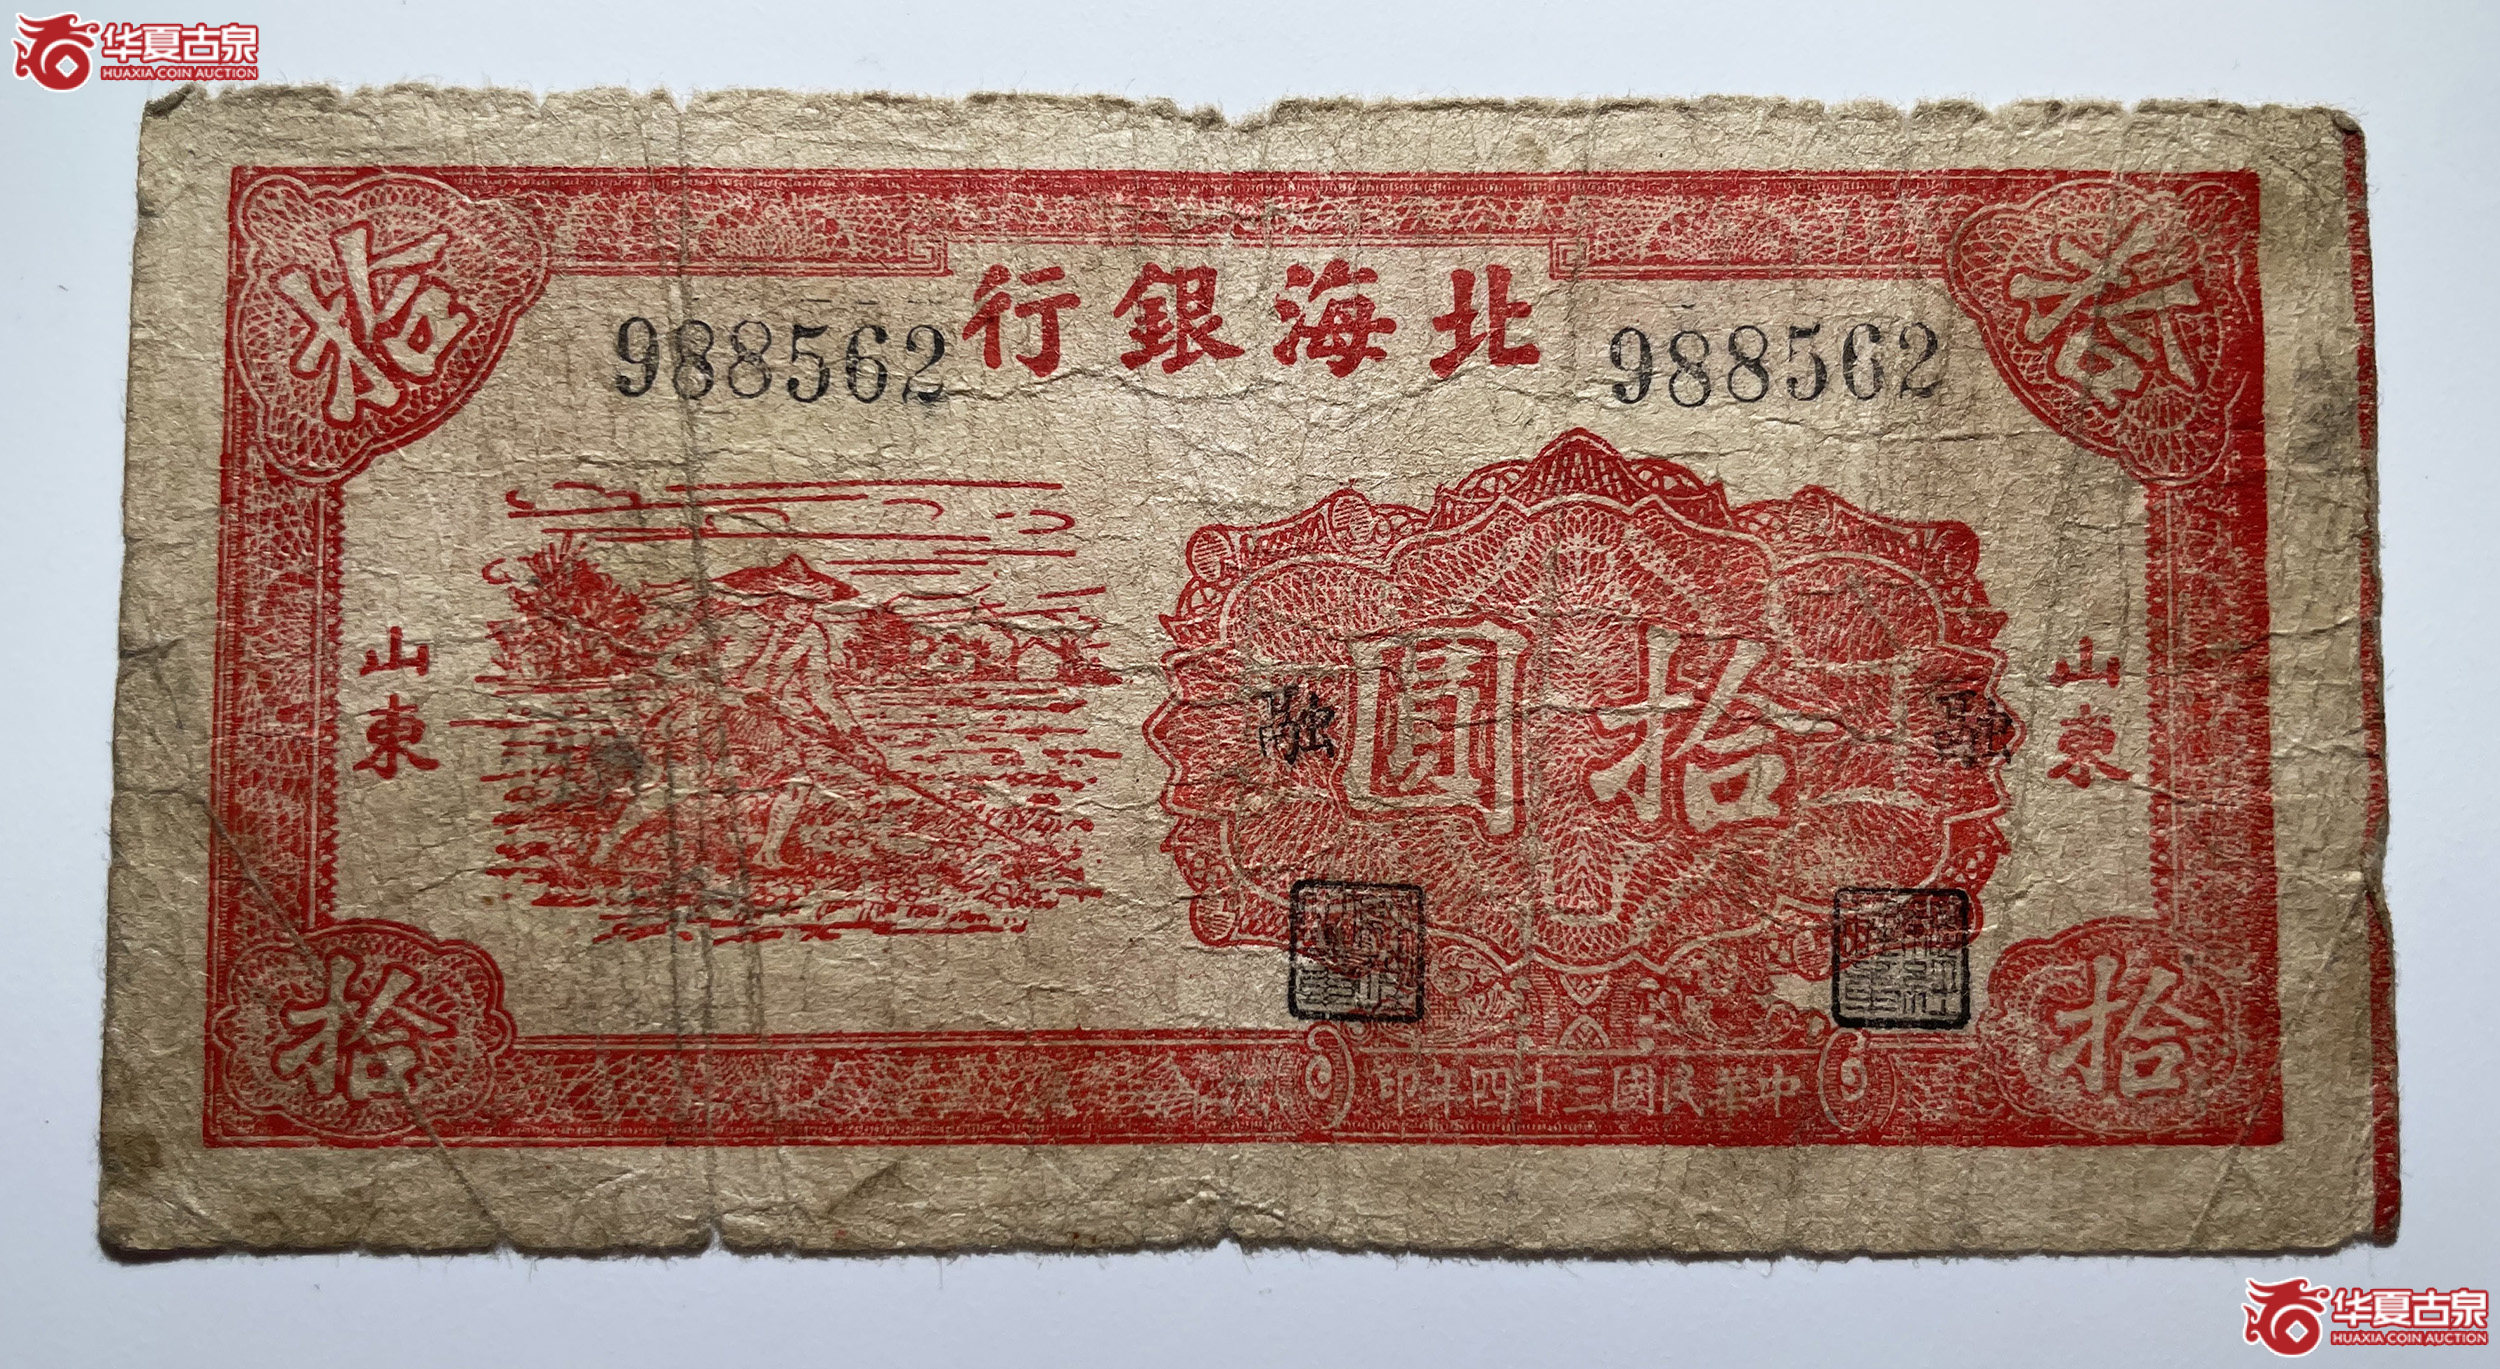 华夏古泉
HUAXIA COIN AUCTION
拾
拾
北海銀行
988562
988562
山東
山東
拾圓
融
融
拾
拾
中華民國三十四年印
华夏古泉
HUAXIA COIN AUCTION